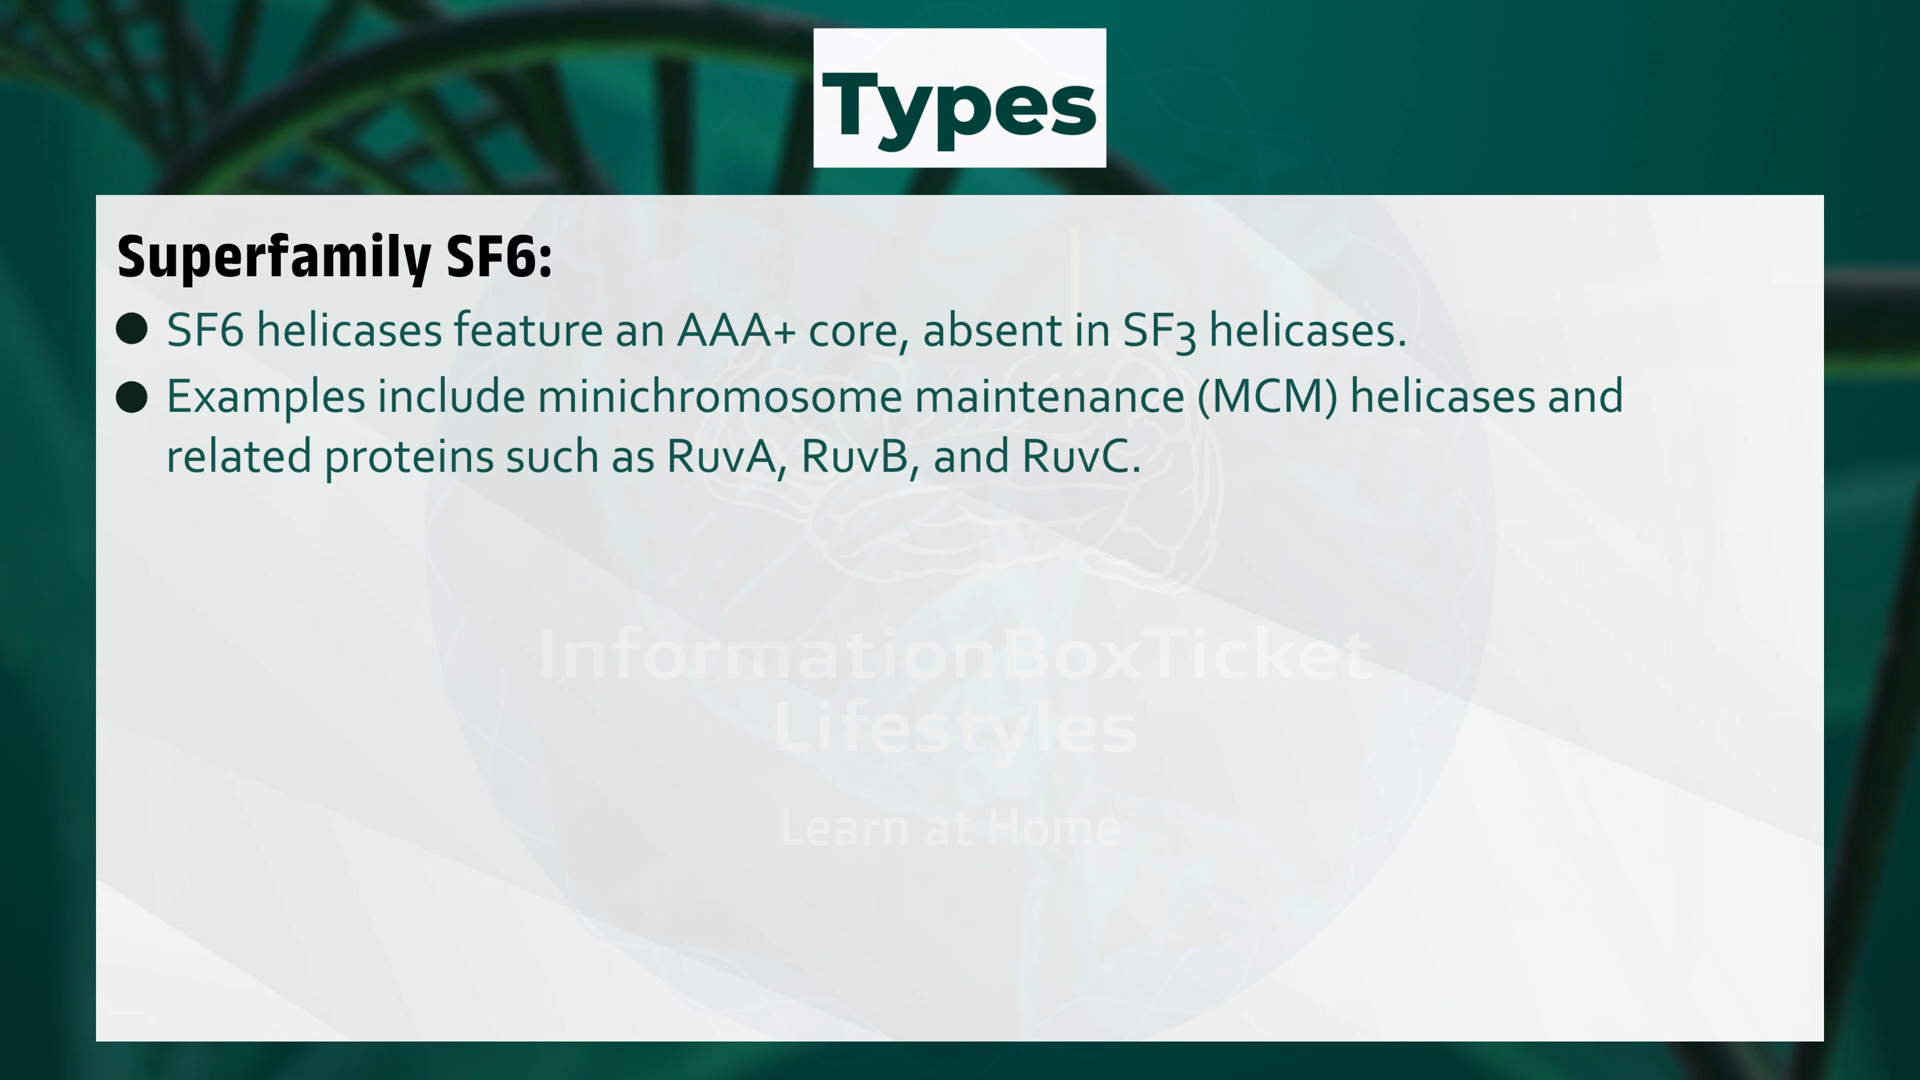 Types
Superfamily SF6:
● SF6 helicases feature an AAA+ core, absent in SF3 helicases.
● Examples include minichromosome maintenance (MCM) helicases and
related proteins such as RuvA, RuvB, and RuvC.
InformationBoxTicket
Lifestyles
Learn at Home